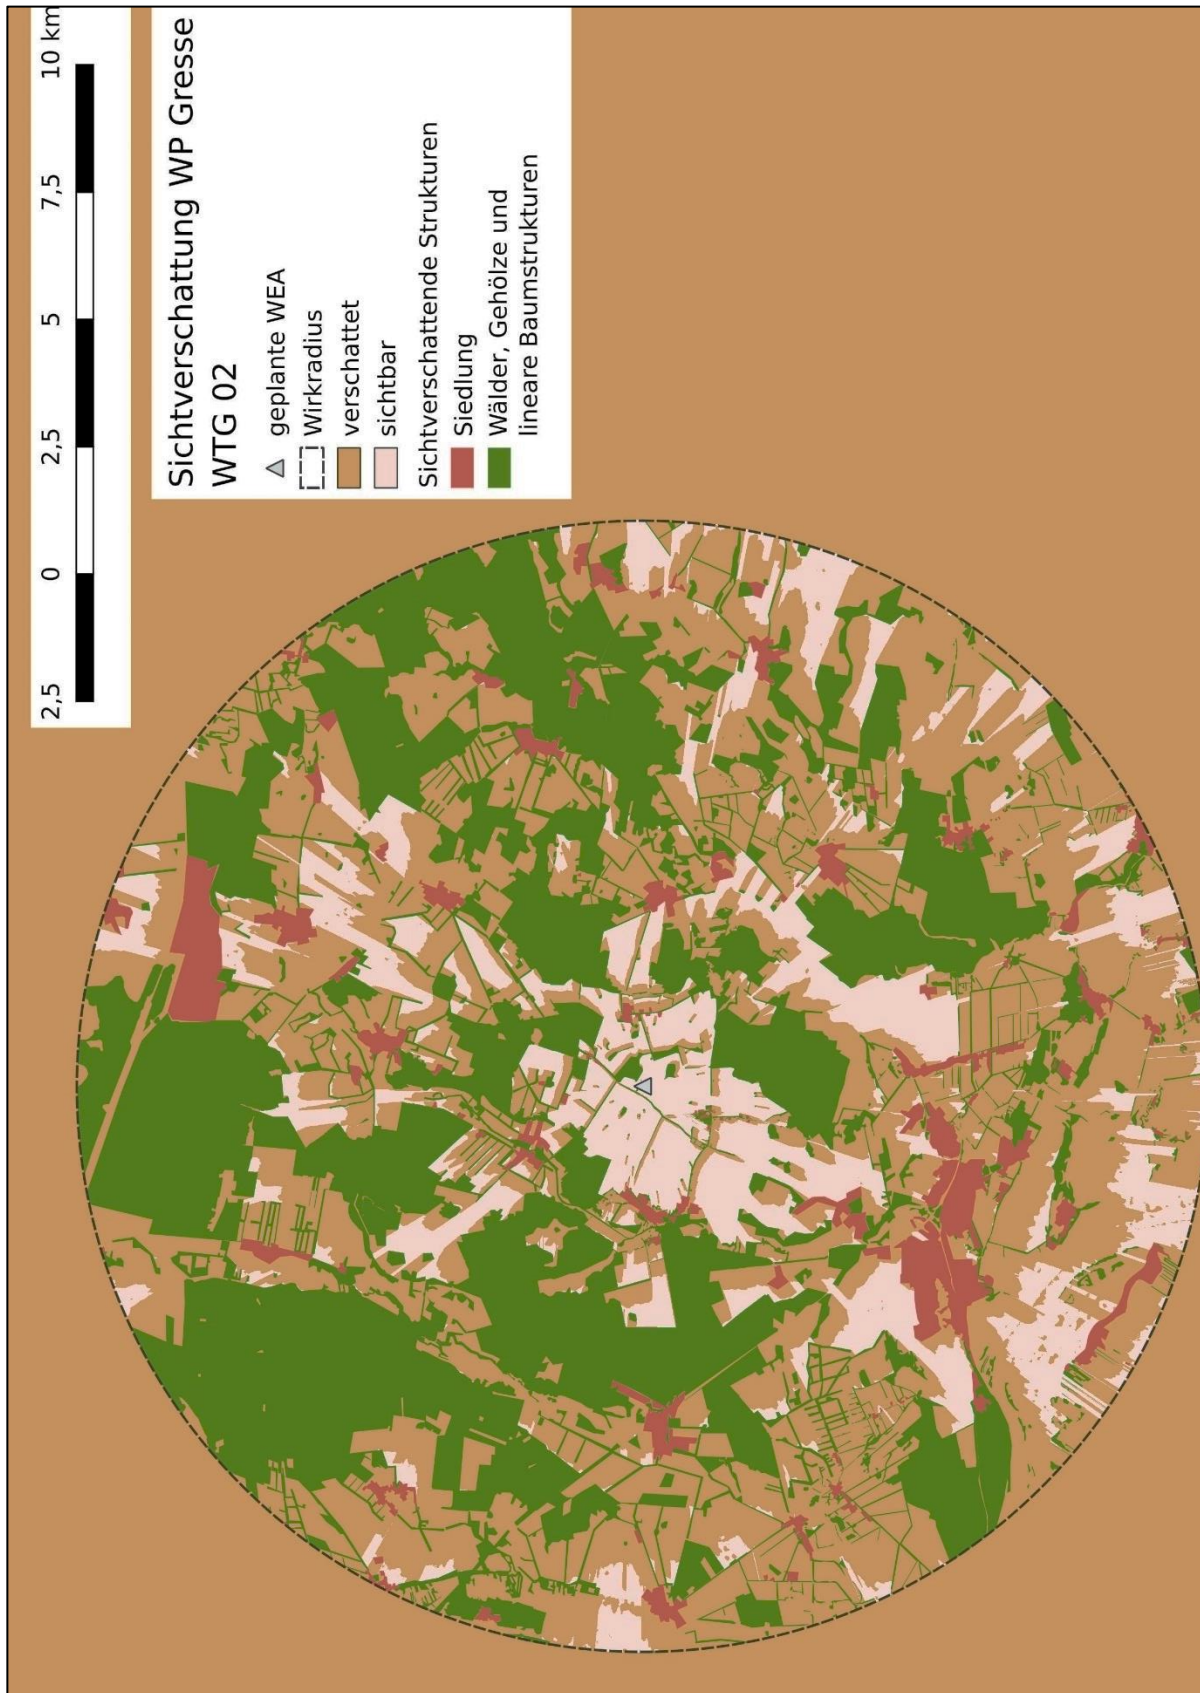 2,5 0 2,5 5 7,5 10 km
Sichtverschattung WP Gresse
WTG 02
geplante WEA
Wirkradius
verschattet
sichtbar
Sichtverschattende Strukturen
Siedlung
Wälder, Gehölze und
lineare Baumstrukturen